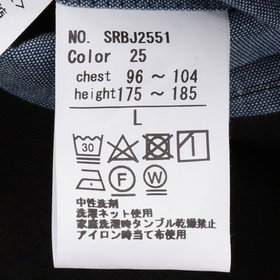 NO. SRBJ2551
Color 25
chest 96 ~ 104
height 175 ~ 185
L
30
F W
中性洗剤
洗濯ネット使用
家庭洗濯時タンブル乾燥禁止
アイロン時当て布使用